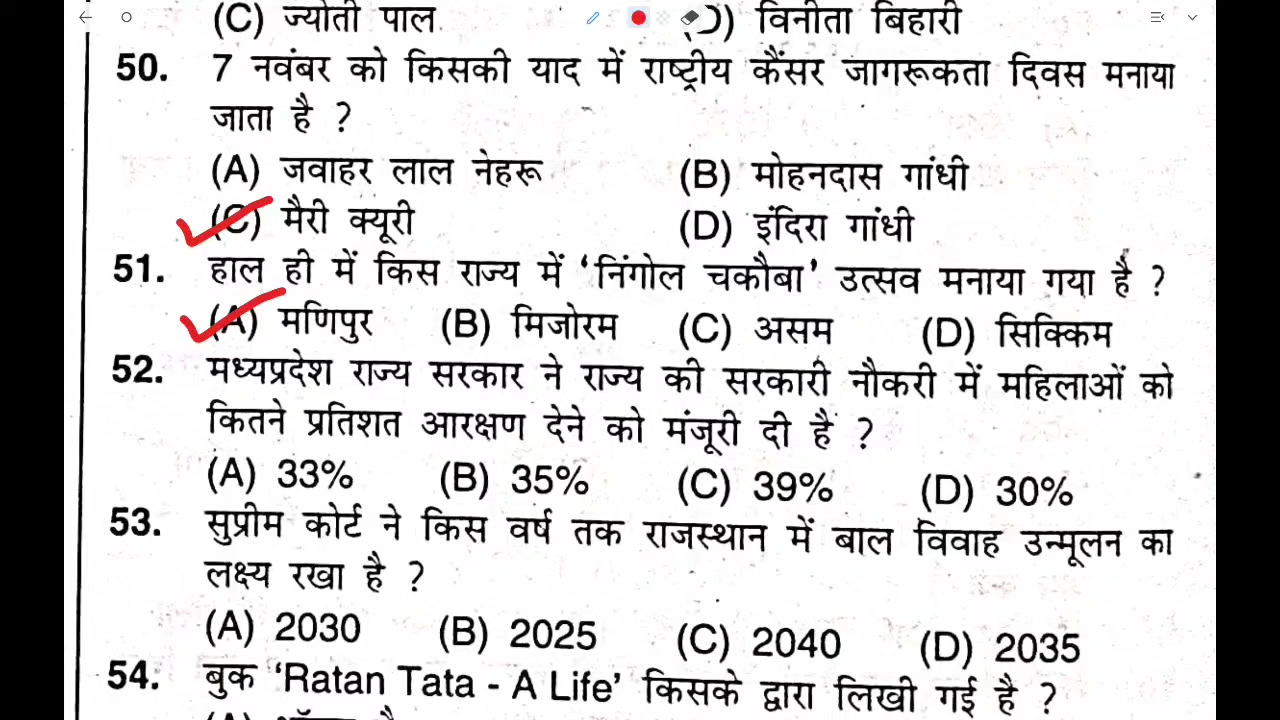 (C) ज्योती पाल (D) विनीता बिहारी
50. 7 नवंबर को किसकी याद में राष्ट्रीय कैंसर जागरूकता दिवस मनाया
जाता है ?
(A) जवाहर लाल नेहरू (B) मोहनदास गांधी
(C) मैरी क्यूरी (D) इंदिरा गांधी
51. हाल ही में किस राज्य में ‘निंगोल चकौबा’ उत्सव मनाया गया है ?
(A) मणिपुर (B) मिजोरम (C) असम (D) सिक्किम
52. मध्यप्रदेश राज्य सरकार ने राज्य की सरकारी नौकरी में महिलाओं को
कितने प्रतिशत आरक्षण देने को मंजूरी दी है ?
(A) 33% (B) 35% (C) 39% (D) 30%
53. सुप्रीम कोर्ट ने किस वर्ष तक राजस्थान में बाल विवाह उन्मूलन का
लक्ष्य रखा है ?
(A) 2030 (B) 2025 (C) 2040 (D) 2035
54. बुक ‘Ratan Tata - A Life’ किसके द्वारा लिखी गई है ?